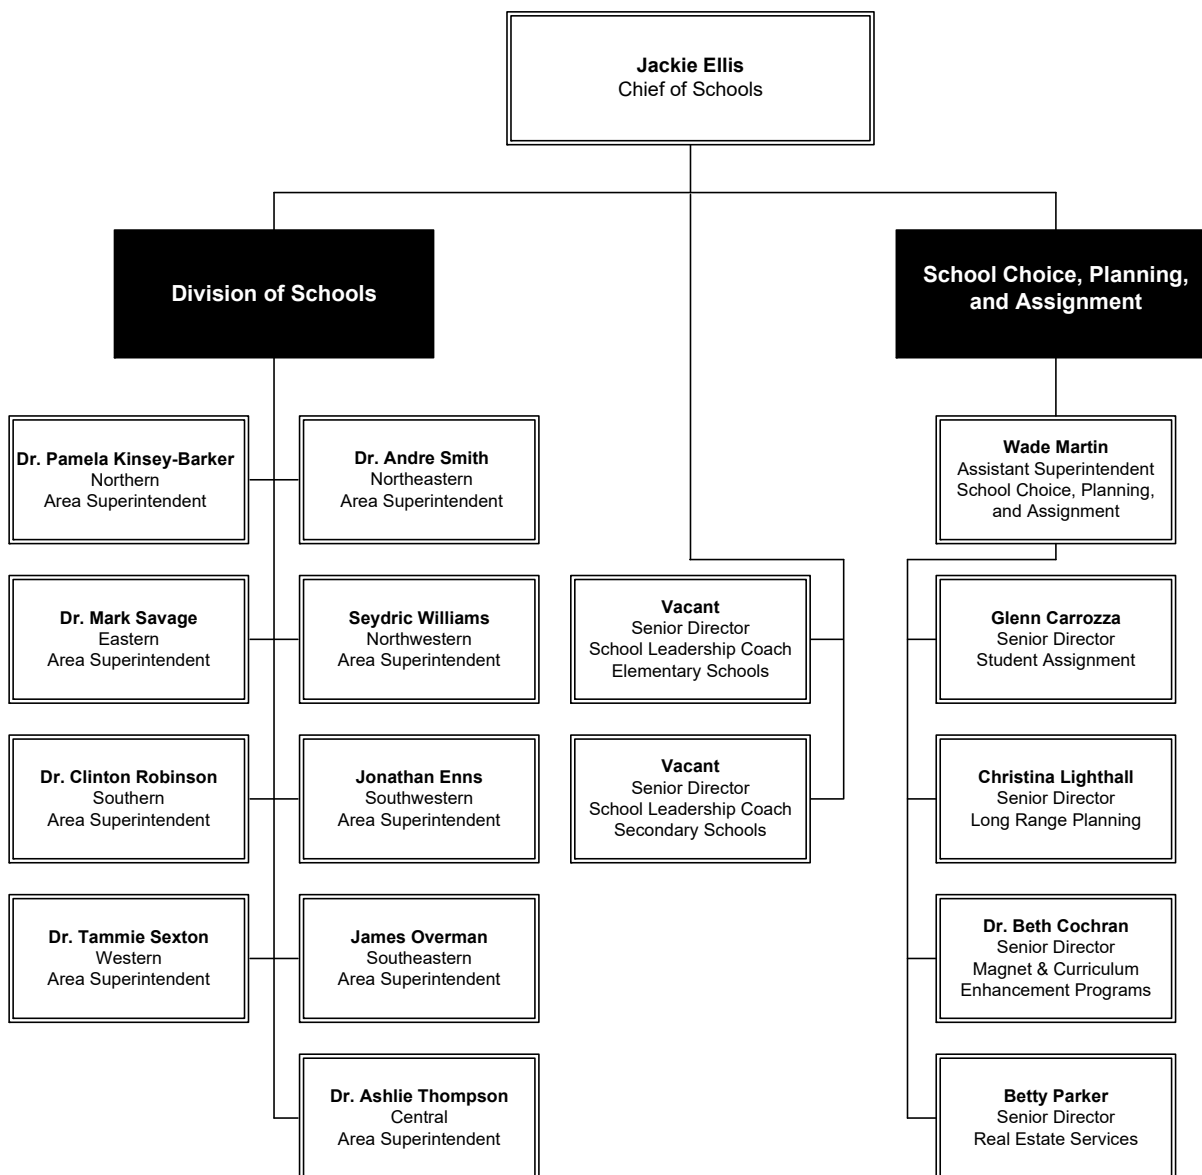 Jackie Ellis
Chief of Schools
Division of Schools
School Choice, Planning,
and Assignment
Dr. Pamela Kinsey-Barker
Northern
Area Superintendent
Dr. Andre Smith
Northeastern
Area Superintendent
Dr. Mark Savage
Eastern
Area Superintendent
Seydric Williams
Northwestern
Area Superintendent
Dr. Clinton Robinson
Southern
Area Superintendent
Jonathan Enns
Southwestern
Area Superintendent
Dr. Tammie Sexton
Western
Area Superintendent
James Overman
Southeastern
Area Superintendent
Dr. Ashlie Thompson
Central
Area Superintendent
Vacant
Senior Director
School Leadership Coach
Elementary Schools
Vacant
Senior Director
School Leadership Coach
Secondary Schools
Wade Martin
Assistant Superintendent
School Choice, Planning,
and Assignment
Glenn Carrozza
Senior Director
Student Assignment
Christina Lighthall
Senior Director
Long Range Planning
Dr. Beth Cochran
Senior Director
Magnet & Curriculum
Enhancement Programs
Betty Parker
Senior Director
Real Estate Services